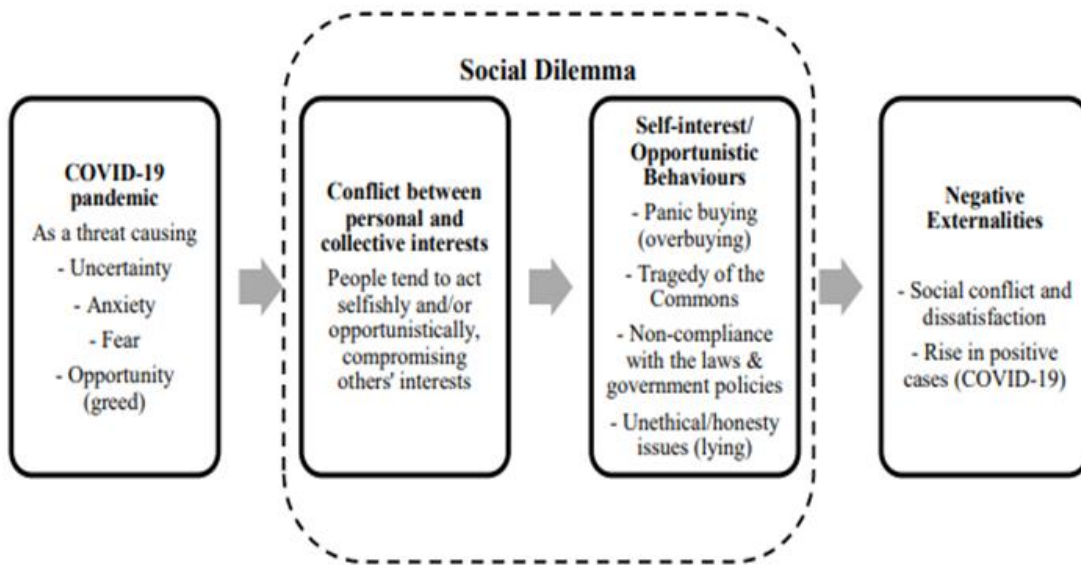 Social Dilemma
COVID-19
pandemic
As a threat causing
- Uncertainty
- Anxiety
- Fear
- Opportunity
(greed)
Conflict between
personal and
collective interests
People tend to act
selfishly and/or
opportunistically,
compromising
others' interests
Self-interest/
Opportunistic
Behaviours
- Panic buying
(overbuying)
- Tragedy of the
Commons
- Non-compliance
with the laws &
government policies
- Unethical/honesty
issues (lying)
Negative
Externalities
- Social conflict and
dissatisfaction
- Rise in positive
cases (COVID-19)